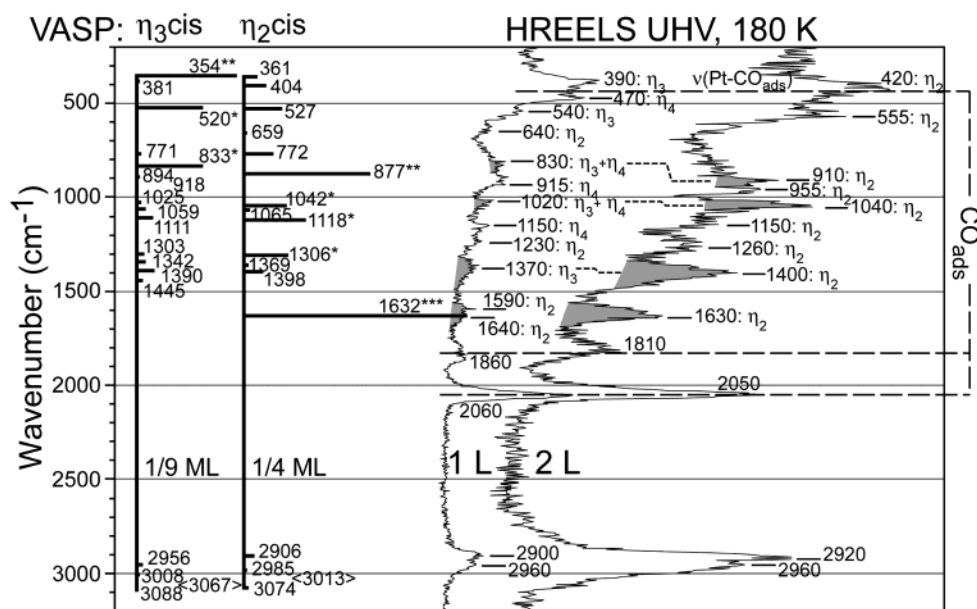 VASP: η3cis η2cis HREELS UHV, 180 K
354** 361 390: η3 ν(Pt-COads) 420: η2
381 404 470: η4
500 520* 527 540: η3 555: η2
659 640: η2
771 772
833* 877** 830: η3+η4 910: η2
894 918 915: η4 955: η2
1000 1025 1042* 1020: η3+η4 1040: η2
1059 1065
1111 1118* 1150: η4 1150: η2
1230: η2 1260: η2
1303 1306*
1342 1369 1370: η3 1400: η2
1390 1398
1445
1500
1632*** 1590: η2 1630: η2
1640: η2
1860 1810
2000 2050
2060
1/9 ML 1/4 ML 1 L 2 L
2500
2956 2906 2900 2920
3000 3008 <3067> 2985 <3013> 2960 2960
3088 3074
Wavenumber (cm-1)
COads